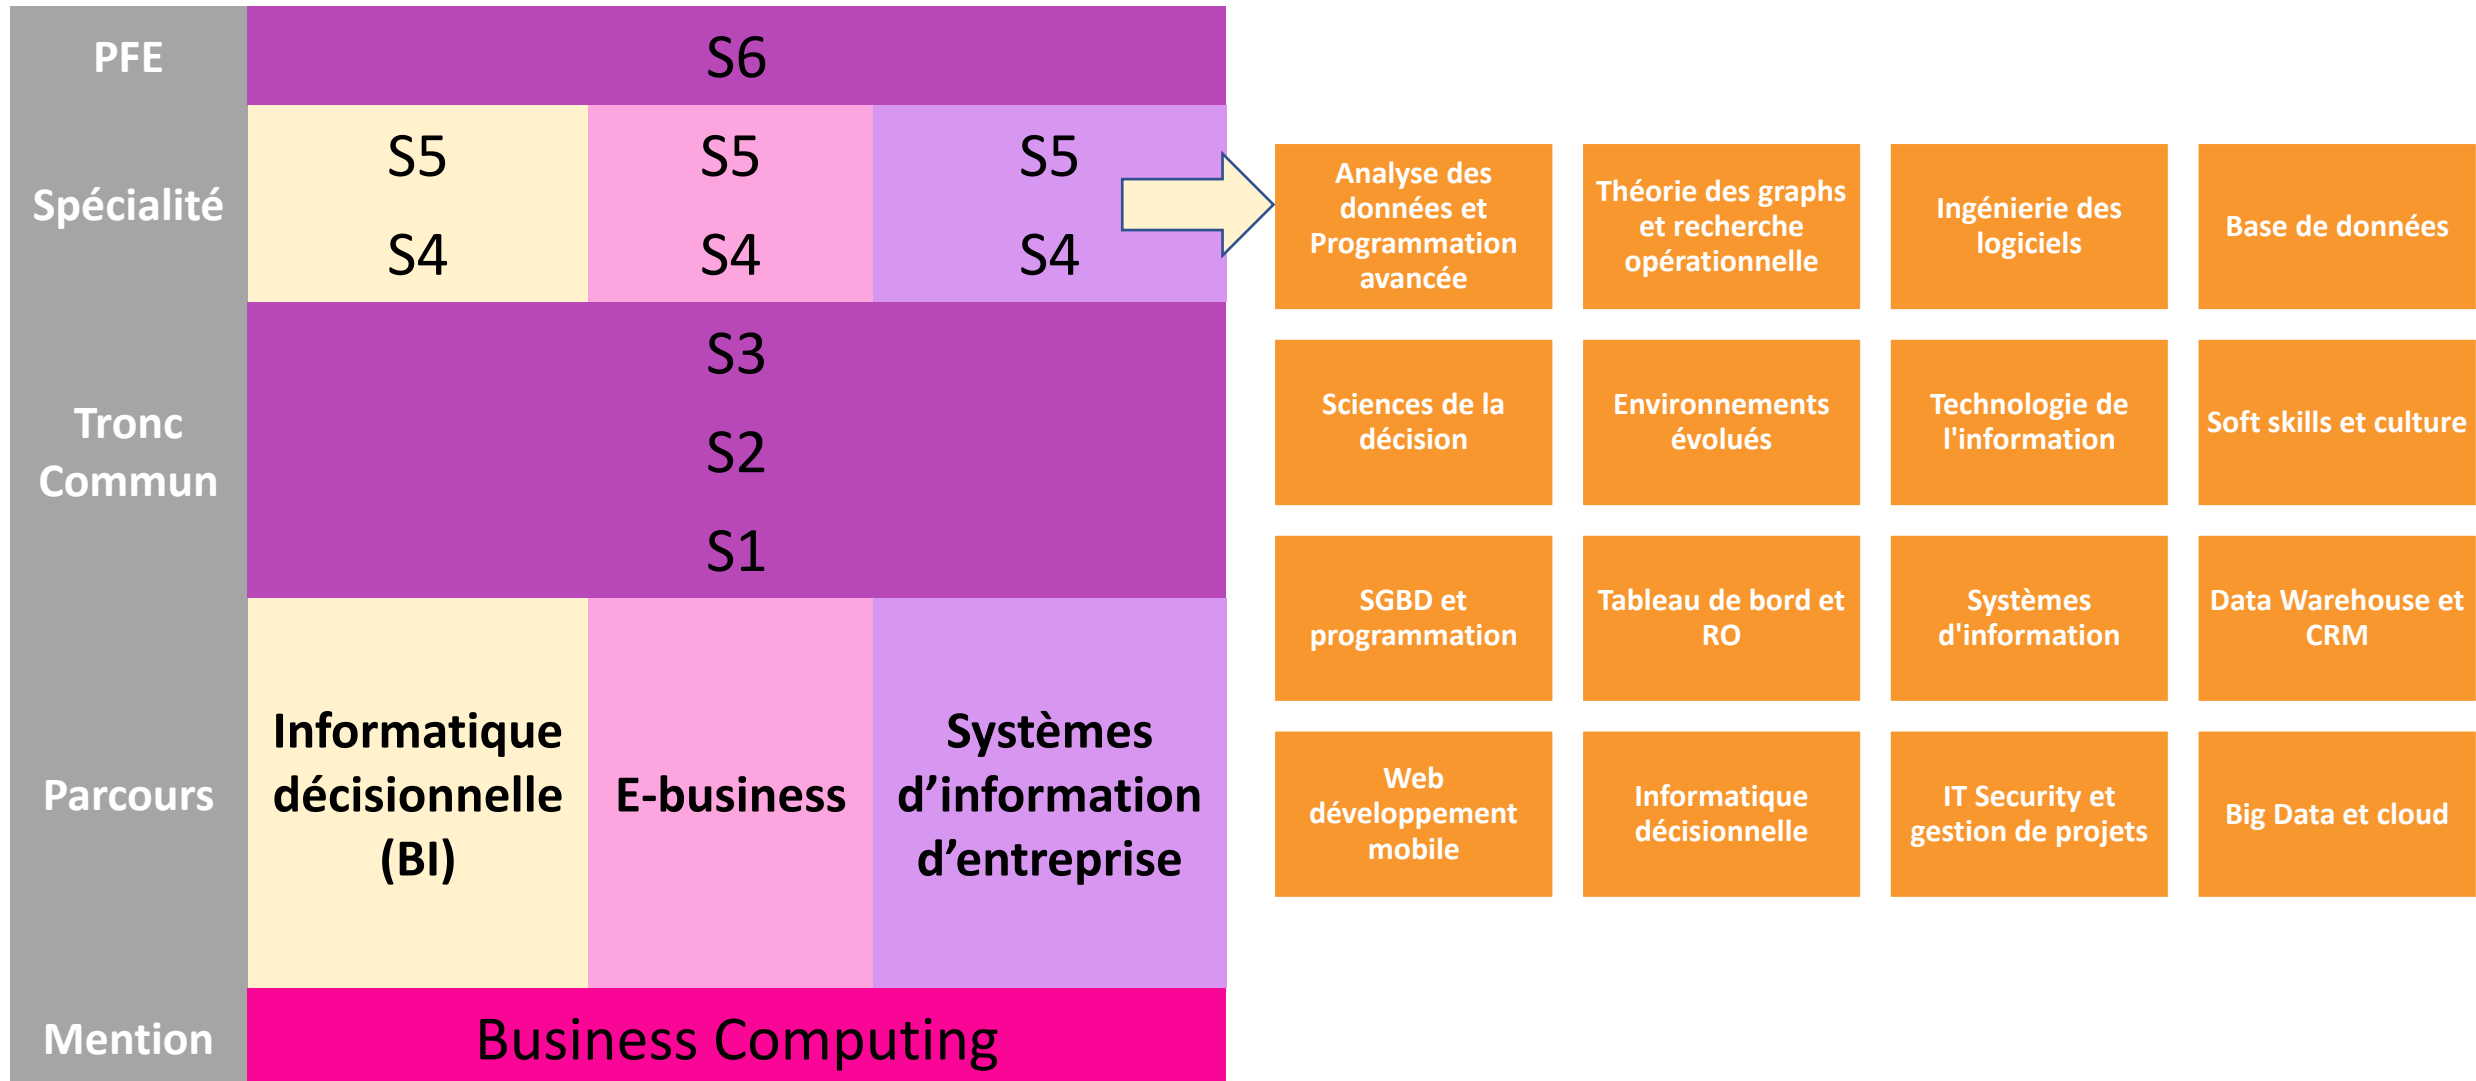 PFE
S6
Spécialité
S5
S5
S5
S4
S4
S4
Tronc
Commun
S3
S2
S1
Parcours
Informatique
décisionnelle
(BI)
E-business
Systèmes
d’information
d’entreprise
Mention
Business Computing
Analyse des
données et
Programmation
avancée
Théorie des graphs
et recherche
opérationnelle
Ingénierie des
logiciels
Base de données
Sciences de la
décision
Environnements
évolués
Technologie de
l'information
Soft skills et culture
SGBD et
programmation
Tableau de bord et
RO
Systèmes
d'information
Data Warehouse et
CRM
Web
développement
mobile
Informatique
décisionnelle
IT Security et
gestion de projets
Big Data et cloud